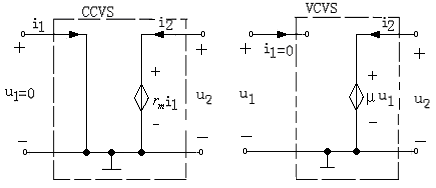 CCVS
i1
i2
+
+
u1=0
+
rmi1
−
u2
−
−
VCVS
i1=0
i2
+
+
u1
+
μu1
−
u2
−
−